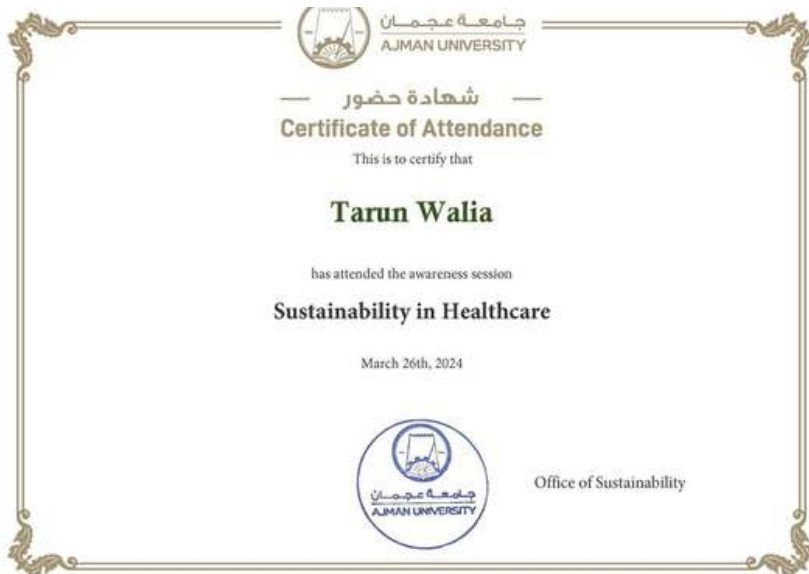 جامعة عجمان
AJMAN UNIVERSITY
شهادة حضور
Certificate of Attendance
This is to certify that
Tarun Walia
has attended the awareness session
Sustainability in Healthcare
March 26th, 2024
جامعة عجمان
AJMAN UNIVERSITY
Office of Sustainability